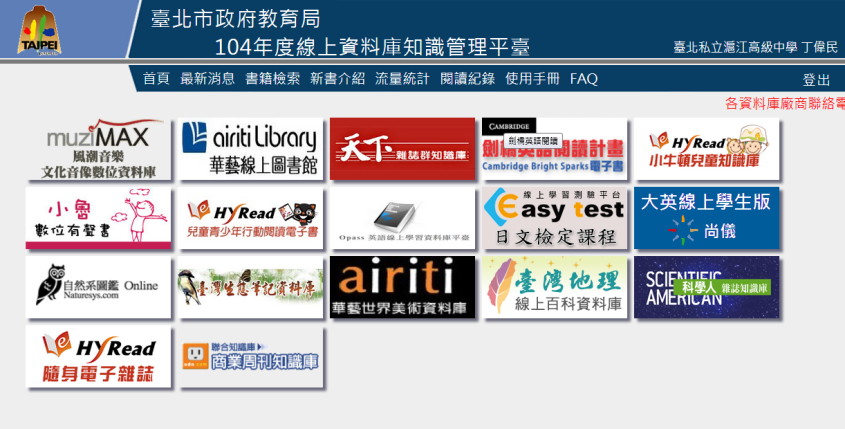 TAIPEI
臺北市政府教育局
104年度線上資料庫知識管理平臺
臺北私立滬江高級中學 丁偉民
首頁 最新消息 書籍檢索 新書介紹 流量統計 閱讀紀錄 使用手冊 FAQ
登出
各資料庫廠商聯絡電
muziMAX
風潮音樂
文化音像數位資料庫
airiti Library
華藝線上圖書館
天下 雜誌群知識庫
CAMBRIDGE
劍橋英語閱讀
劍橋英語閱讀計畫
Cambridge Bright Sparks 電子書
HyRead
小牛頓兒童知識庫
小魯
數位有聲書
HyRead
兒童青少年行動閱讀電子書
Opass 英語線上學習資料庫平臺
線上學習測驗平台
Easy test
日文檢定課程
大英線上學生版
尚儀
自然系圖鑑 Online
Naturesys.com
臺灣生態筆記資料庫
airiti
華藝世界美術資料庫
臺灣地理
線上百科資料庫
SCIENTIFIC
AMERICAN
科學人 雜誌知識庫
HyRead
隨身電子雜誌
聯合知識庫
udn
商業周刊知識庫